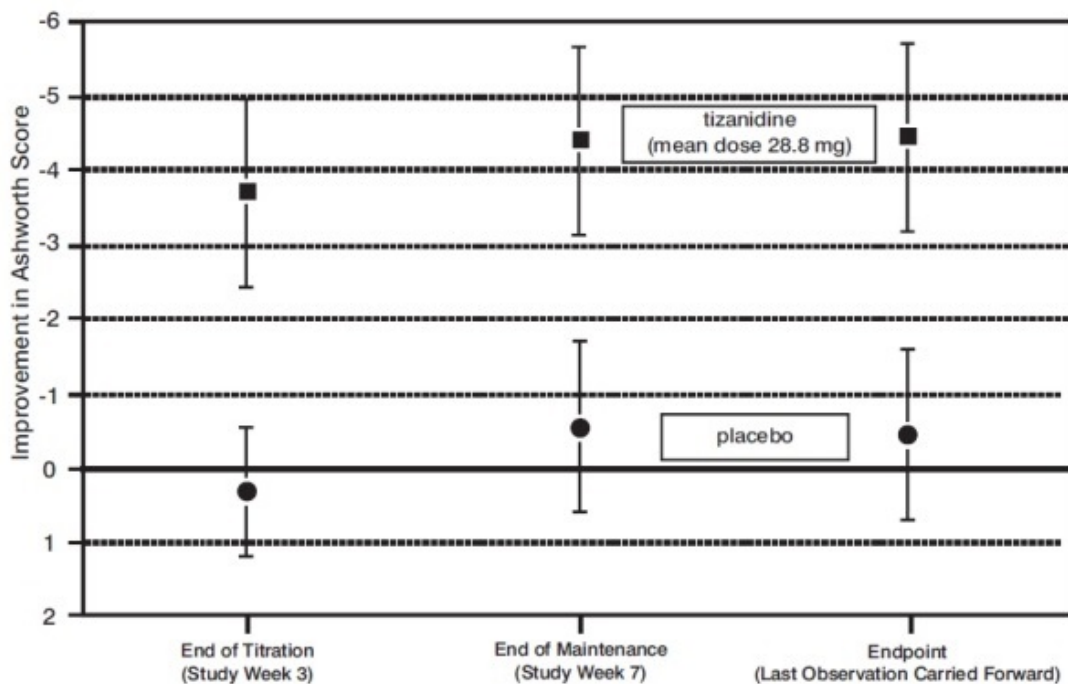 Improvement in Ashworth Score
-6
-5
-4
-3
-2
-1
0
1
2
tizanidine
(mean dose 28.8 mg)
placebo
End of Titration
(Study Week 3)
End of Maintenance
(Study Week 7)
Endpoint
(Last Observation Carried Forward)